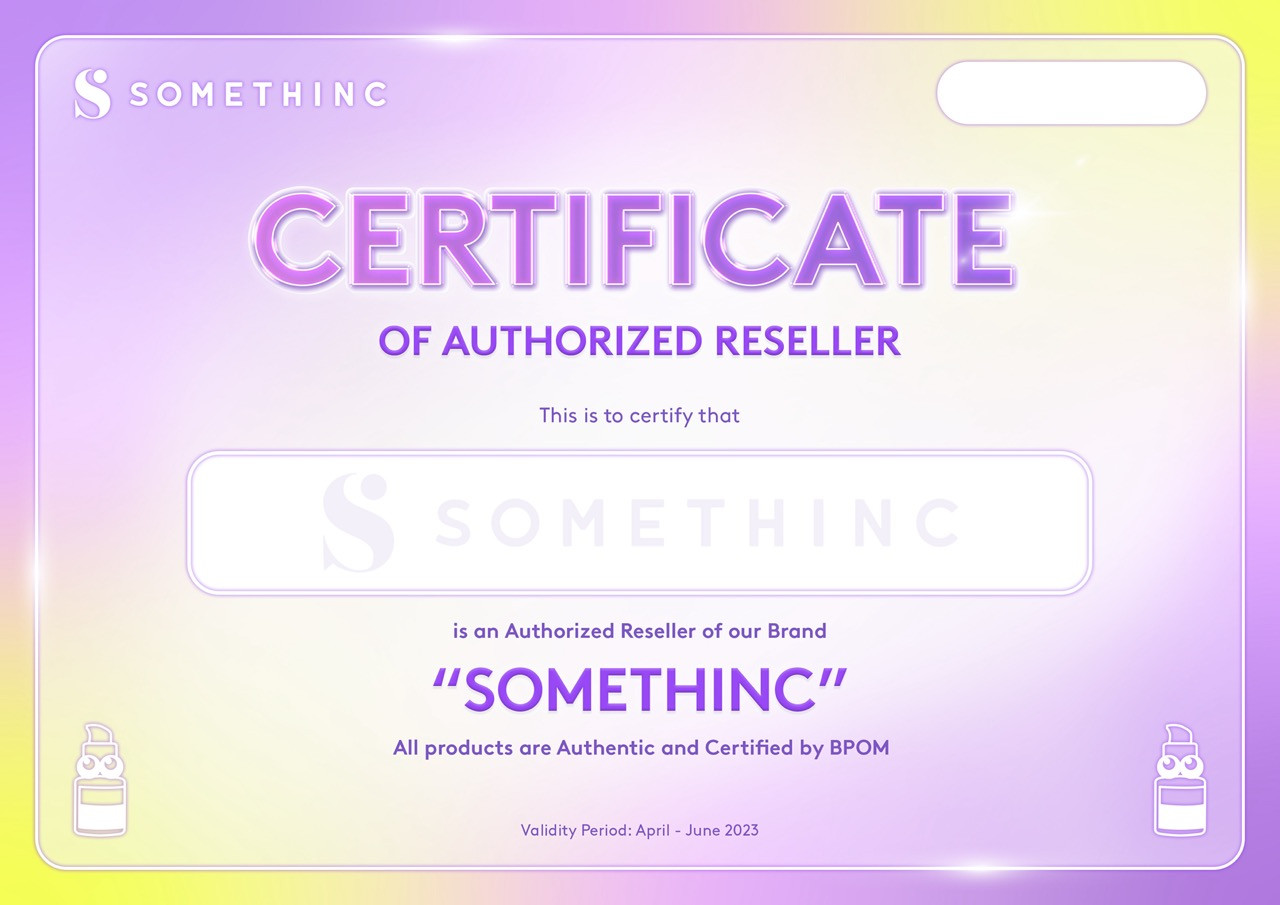 SOMETHINC
CERTIFICATE
OF AUTHORIZED RESELLER
This is to certify that
SOMETHINC
is an Authorized Reseller of our Brand
“SOMETHINC”
All products are Authentic and Certified by BPOM
Validity Period: April - June 2023